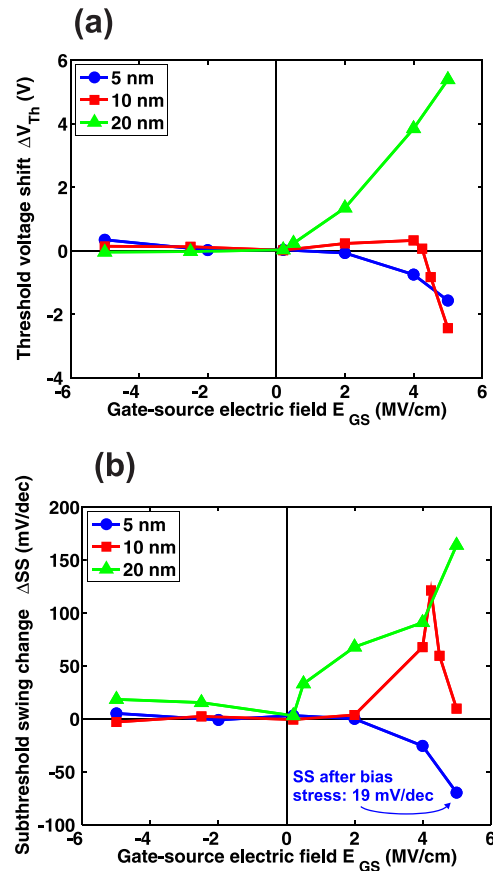 (a)
Threshold voltage shift ΔV_Th (V)
6
4
2
0
-2
-4
5 nm
10 nm
20 nm
-6 -4 -2 0 2 4 6
Gate-source electric field E_GS (MV/cm)
(b)
Subthreshold swing change ΔSS (mV/dec)
200
150
100
50
0
-50
-100
5 nm
10 nm
20 nm
SS after bias
stress: 19 mV/dec
-6 -4 -2 0 2 4 6
Gate-source electric field E_GS (MV/cm)